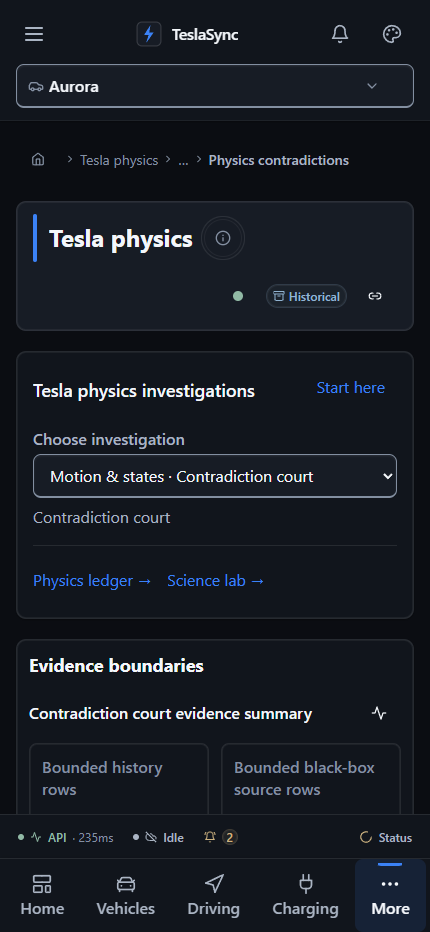 TeslaSync
Aurora
Tesla physics
...
Physics contradictions
Tesla physics
Historical
Tesla physics investigations
Start here
Choose investigation
Motion & states · Contradiction court
Contradiction court
Physics ledger →
Science lab →
Evidence boundaries
Contradiction court evidence summary
Bounded history
rows
Bounded black-box
source rows
API · 235ms
Idle
2
Status
Home
Vehicles
Driving
Charging
More